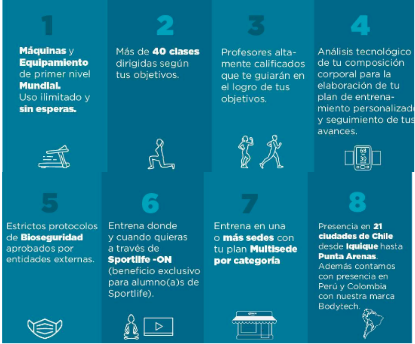 1
Máquinas y
Equipamiento
de primer nivel
Mundial.
Uso ilimitado y
sin esperas.
2
Más de 40 clases
dirigidas según
tus objetivos.
3
Profesores alta-
mente calificados
que te guiarán en
el logro de tus
objetivos.
4
Análisis tecnológico
de tu composición
corporal para la
elaboración de tu
plan de entrena-
miento personalizado
y seguimiento de tus
avances.
5
Estrictos protocolos
de Bioseguridad
aprobados por
entidades externas.
6
Entrena donde
y cuando quieras
a través de
Sportlife -ON
(beneficio exclusivo
para alumno(a)s de
Sportlife).
7
Entrena en una
o más sedes con
tu plan Multisede
por categoría
8
Presencia en 21
ciudades de Chile
desde Iquique hasta
Punta Arenas.
Además contamos
con presencia en
Perú y Colombia
con nuestra marca
Bodytech.